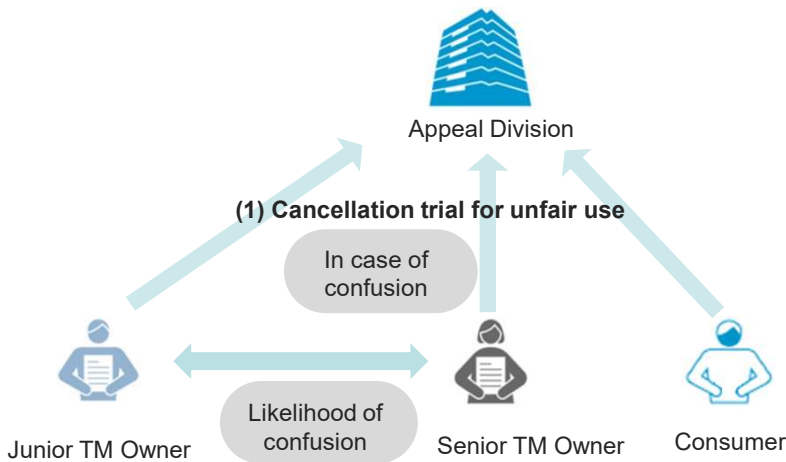 Appeal Division
(1) Cancellation trial for unfair use
In case of
confusion
Likelihood of
confusion
Junior TM Owner
Senior TM Owner
Consumer